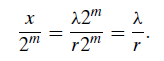 x/2^m = λ2^m/r2^m = λ/r.